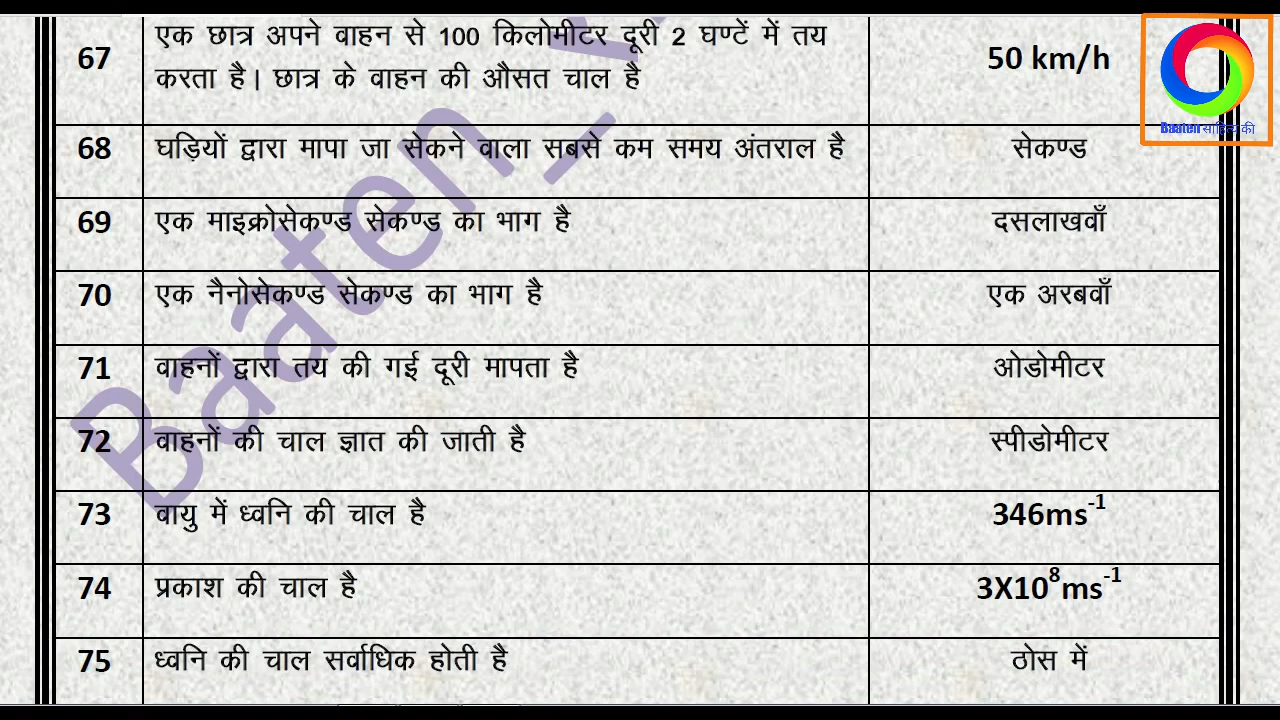 67 एक छात्र अपने वाहन से 100 किलोमीटर दूरी 2 घण्टें में तय 50 km/h
करता है। छात्र के वाहन की औसत चाल है
68 घड़ियों द्वारा मापा जा सेकने वाला सबसे कम समय अंतराल है सेकण्ड
69 एक माइक्रोसेकण्ड सेकण्ड का भाग है दसलाखवाँ
70 एक नैनोसेकण्ड सेकण्ड का भाग है एक अरबवाँ
71 वाहनों द्वारा तय की गई दूरी मापता है ओडोमीटर
72 वाहनों की चाल ज्ञात की जाती है स्पीडोमीटर
73 वायु में ध्वनि की चाल है 346ms⁻¹
74 प्रकाश की चाल है 3X10⁸ms⁻¹
75 ध्वनि की चाल सर्वाधिक होती है ठोस में
Baaten साहित्य की
Baaten_